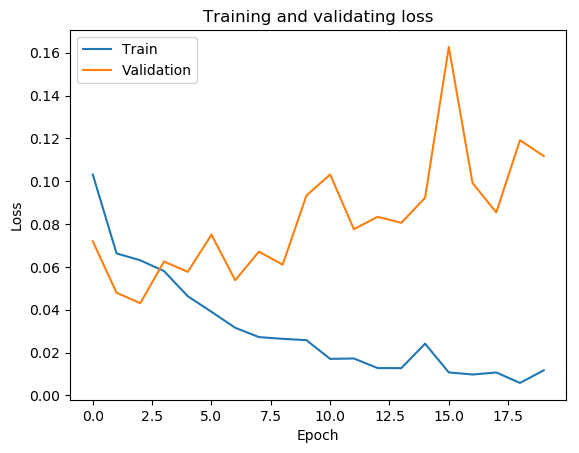 Training and validating loss
Train
Validation
0.16
0.14
0.12
0.10
0.08
0.06
0.04
0.02
0.00
Loss
0.0 2.5 5.0 7.5 10.0 12.5 15.0 17.5
Epoch